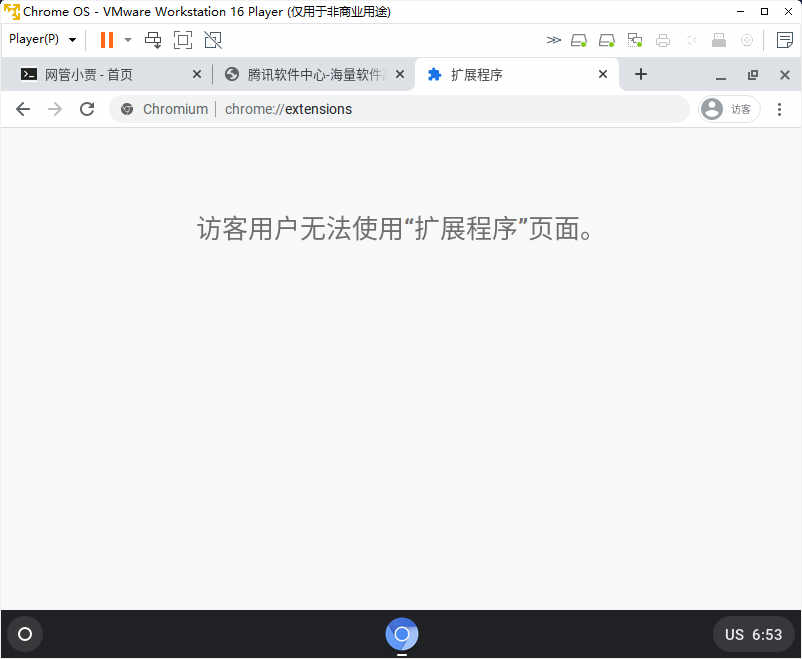 Chrome OS - VMware Workstation 16 Player (仅用于非商业用途)
Player(P)
网管小贾 - 首页
腾讯软件中心-海量软件
扩展程序
Chromium
chrome://extensions
访客
访客用户无法使用“扩展程序”页面。
US 6:53